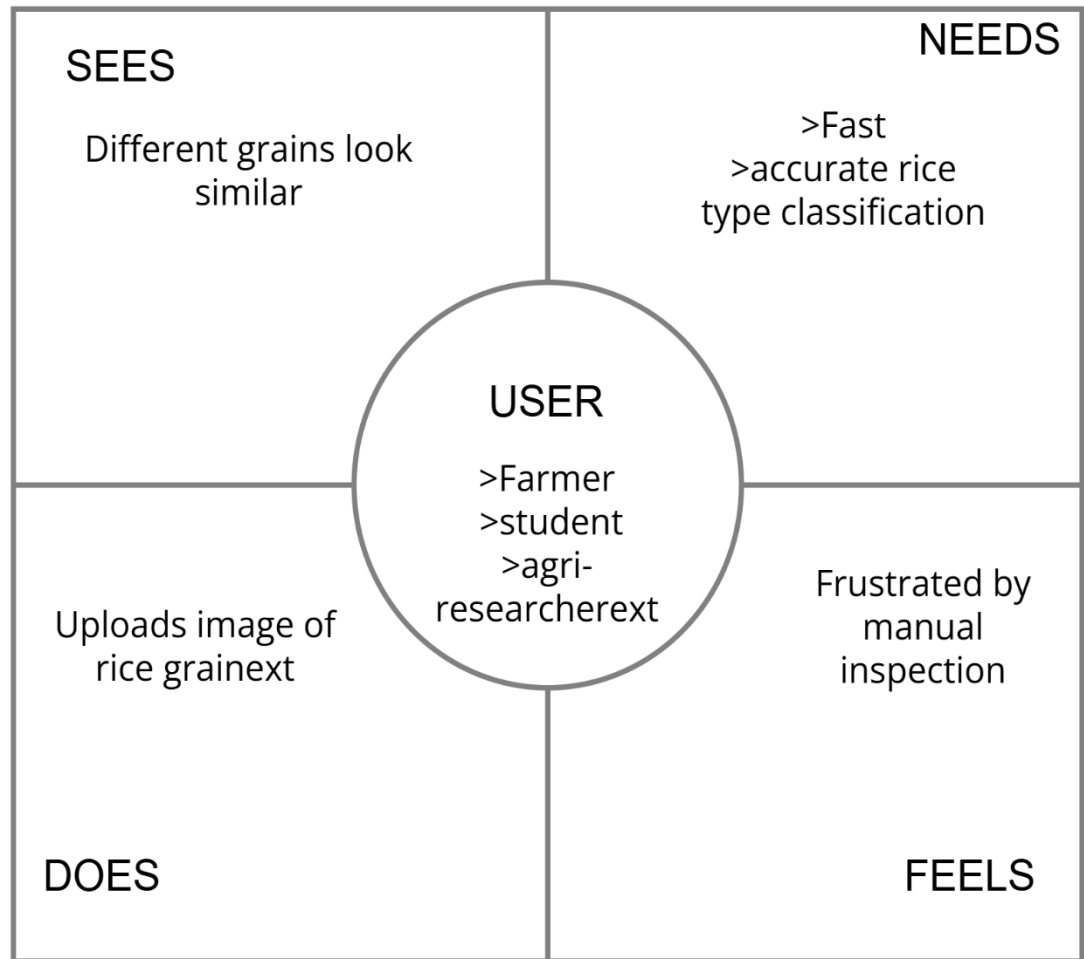 SEES
Different grains look
similar
NEEDS
>Fast
>accurate rice
type classification
USER
>Farmer
>student
>agri-
researcherext
Uploads image of
rice grainext
DOES
Frustrated by
manual
inspection
FEELS